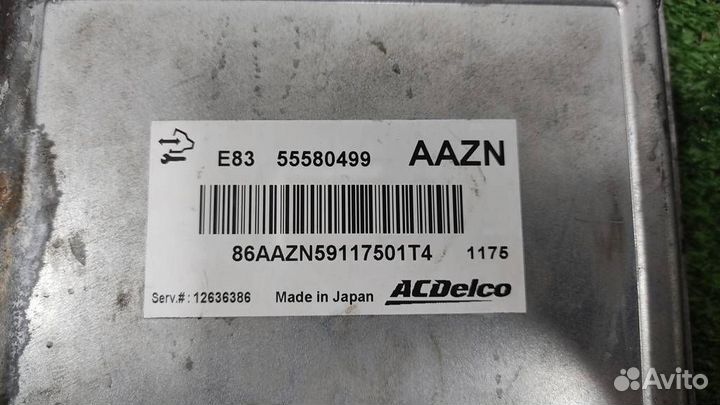 E83 55580499 AAZN
86AAZN59117501T4 1175
Serv.#: 12636386 Made in Japan ACDelco
Avito